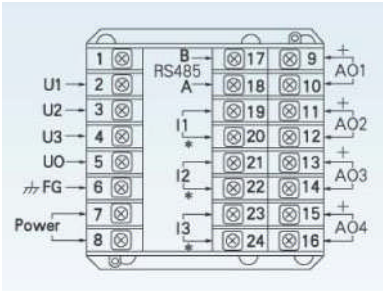 1 B 17 9 +
RS485 AO1
U1 2 A 18 10
U2 3 19 11 +
I1 AO2
U3 4 * 20 12
UO 5 21 13 +
I2 AO3
FG 6 * 22 14
7 23 15 +
Power I3 AO4
8 * 24 16